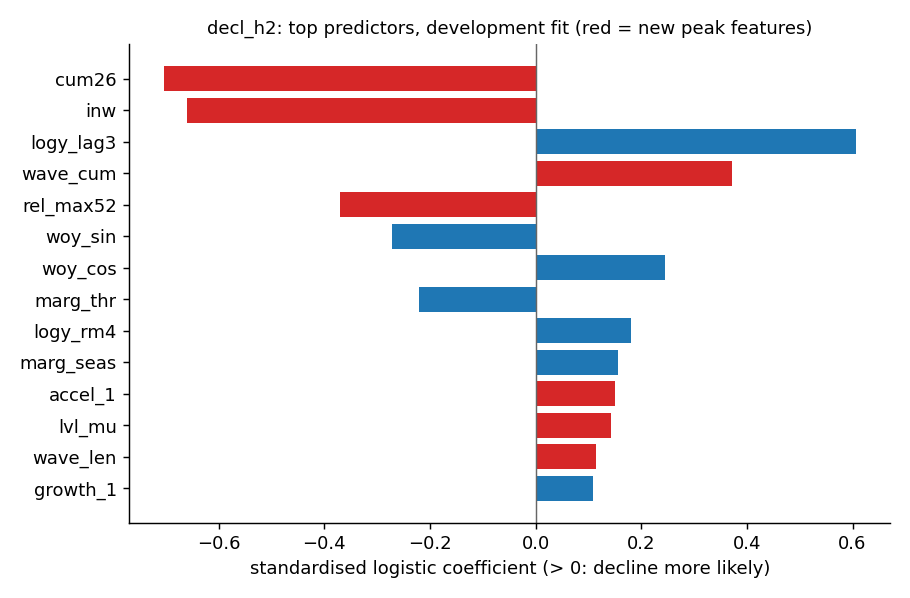 decl_h2: top predictors, development fit (red = new peak features)
cum26
inw
logy_lag3
wave_cum
rel_max52
woy_sin
woy_cos
marg_thr
logy_rm4
marg_seas
accel_1
lvl_mu
wave_len
growth_1
−0.6 −0.4 −0.2 0.0 0.2 0.4 0.6
standardised logistic coefficient (> 0: decline more likely)